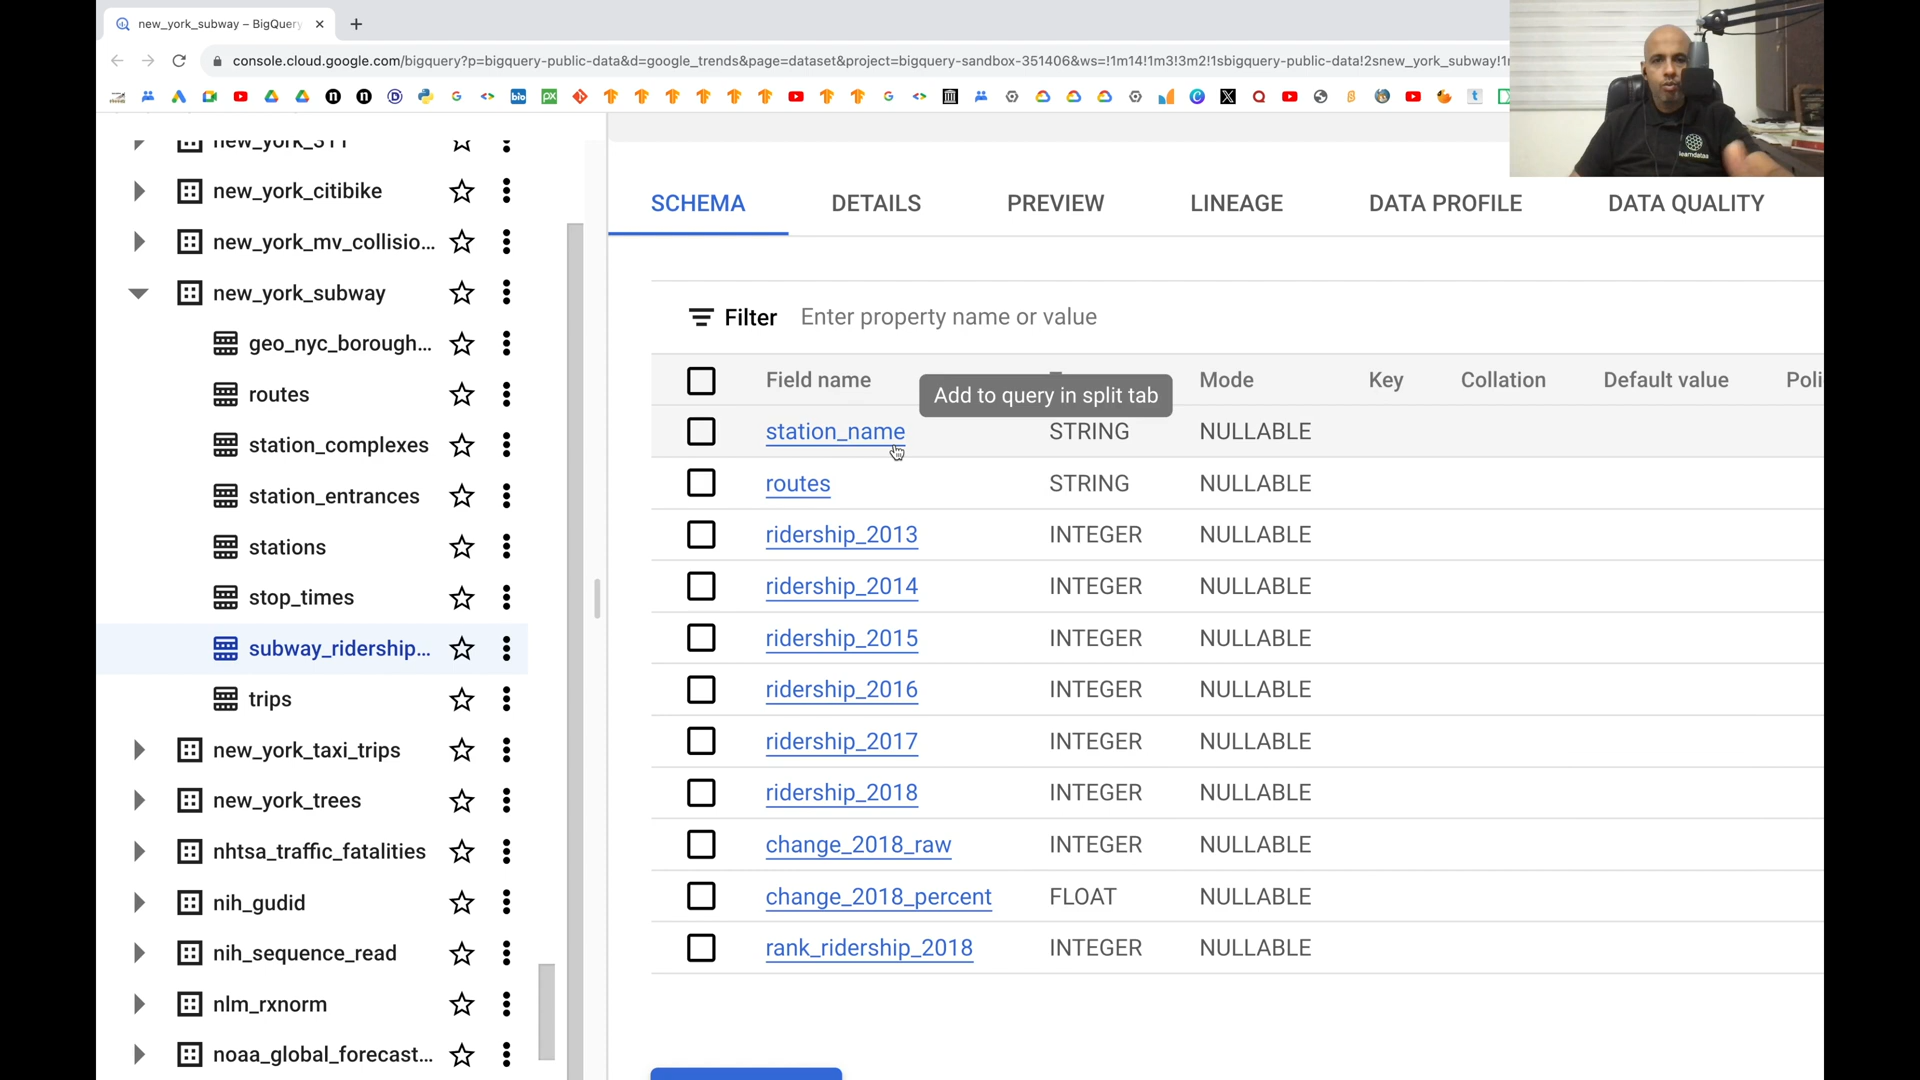 new_york_subway – BigQuery
console.cloud.google.com/bigquery?p=bigquery-public-data&d=google_trends&page=dataset&project=bigquery-sandbox-351406&ws=!1m14!1m3!3m2!1sbigquery-public-data!2snew_york_subway!1
new_york_311
new_york_citibike
new_york_mv_collisio...
new_york_subway
geo_nyc_borough...
routes
station_complexes
station_entrances
stations
stop_times
subway_ridership...
trips
new_york_taxi_trips
new_york_trees
nhtsa_traffic_fatalities
nih_gudid
nih_sequence_read
nlm_rxnorm
noaa_global_forecast...
SCHEMA DETAILS PREVIEW LINEAGE DATA PROFILE DATA QUALITY
Filter Enter property name or value
Field name Mode Key Collation Default value Poli
Add to query in split tab
station_name STRING NULLABLE
routes STRING NULLABLE
ridership_2013 INTEGER NULLABLE
ridership_2014 INTEGER NULLABLE
ridership_2015 INTEGER NULLABLE
ridership_2016 INTEGER NULLABLE
ridership_2017 INTEGER NULLABLE
ridership_2018 INTEGER NULLABLE
change_2018_raw INTEGER NULLABLE
change_2018_percent FLOAT NULLABLE
rank_ridership_2018 INTEGER NULLABLE